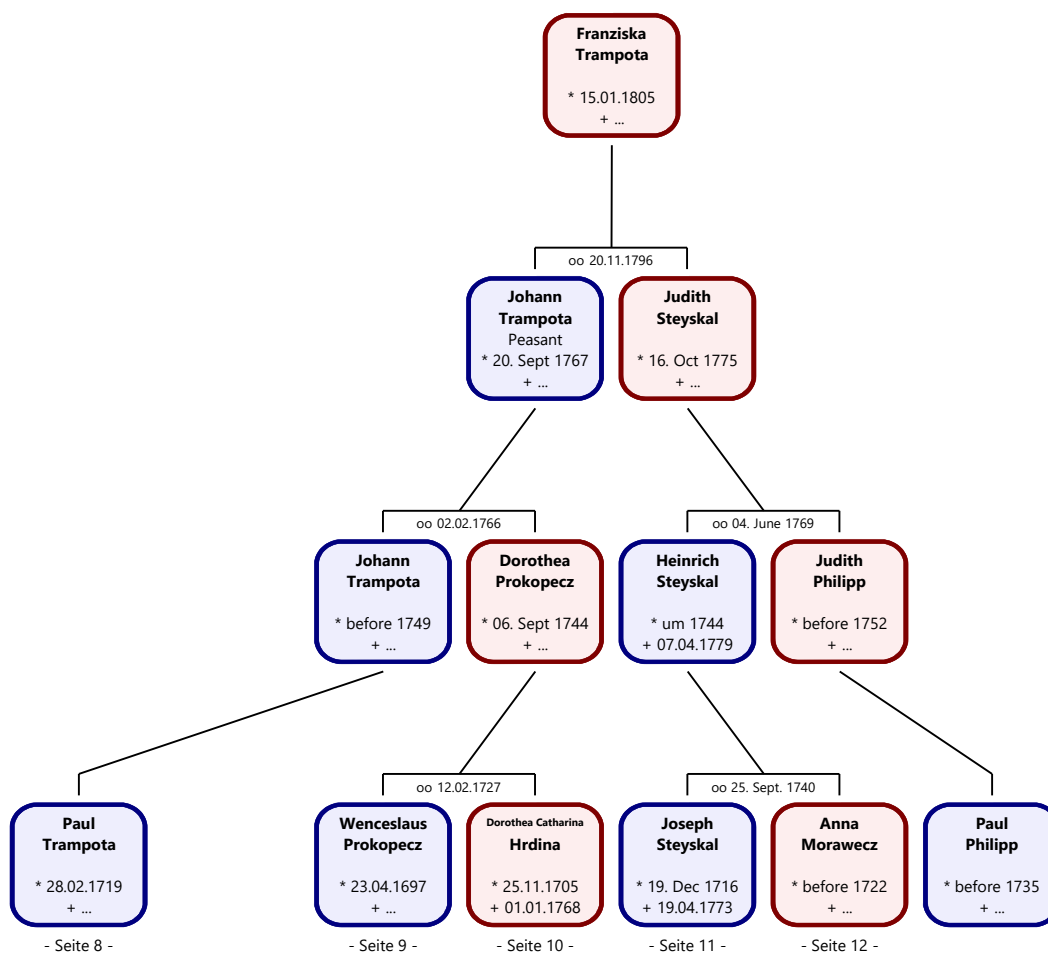 Franziska
Trampota
* 15.01.1805
+ ...
oo 20.11.1796
Johann
Trampota
Peasant
* 20. Sept 1767
+ ...
Judith
Steyskal
* 16. Oct 1775
+ ...
oo 02.02.1766
oo 04. June 1769
Johann
Trampota
* before 1749
+ ...
Dorothea
Prokopecz
* 06. Sept 1744
+ ...
Heinrich
Steyskal
* um 1744
+ 07.04.1779
Judith
Philipp
* before 1752
+ ...
oo 12.02.1727
oo 25. Sept. 1740
Paul
Trampota
* 28.02.1719
+ ...
Wenceslaus
Prokopecz
* 23.04.1697
+ ...
Dorothea Catharina
Hrdina
* 25.11.1705
+ 01.01.1768
Joseph
Steyskal
* 19. Dec 1716
+ 19.04.1773
Anna
Morawecz
* before 1722
+ ...
Paul
Philipp
* before 1735
+ ...
- Seite 8 -
- Seite 9 -
- Seite 10 -
- Seite 11 -
- Seite 12 -